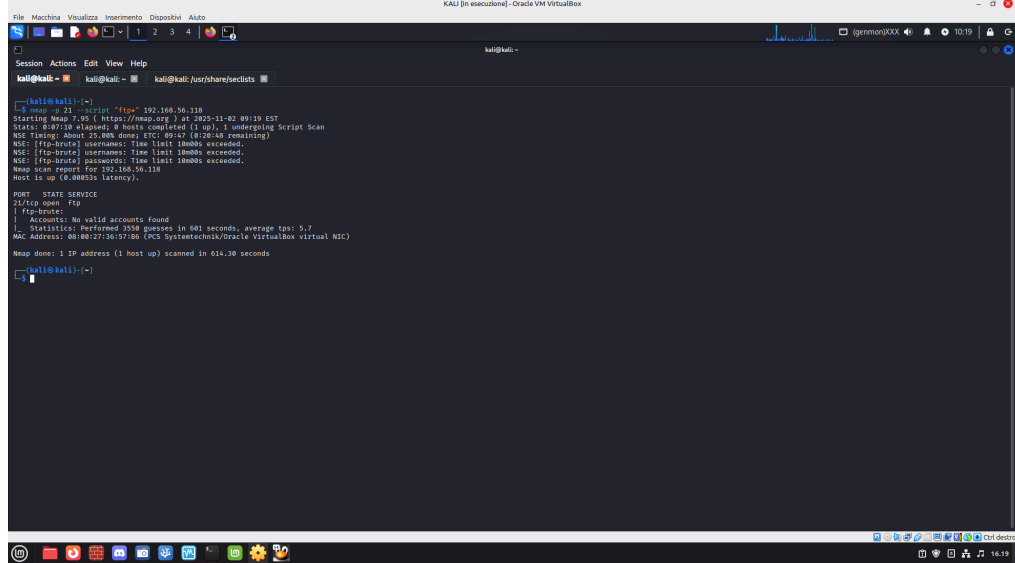 KALI [In esecuzione] - Oracle VM VirtualBox
File Macchina Visualizza Inserimento Dispositivi Aiuto
1 2 3 4
(genmon)XXX 10:19
kali@kali: ~
Session Actions Edit View Help
kali@kali: ~ kali@kali: ~ kali@kali: /usr/share/seclists
┌──(kali㉿kali)-[~]
└─$ nmap -p 21 --script "ftp*" 192.168.56.118
Starting Nmap 7.95 ( https://nmap.org ) at 2025-11-02 09:19 EST
Stats: 0:07:10 elapsed; 0 hosts completed (1 up), 1 undergoing Script Scan
NSE Timing: About 25.00% done; ETC: 09:47 (0:20:48 remaining)
NSE: [ftp-brute] usernames: Time limit 10m00s exceeded.
NSE: [ftp-brute] usernames: Time limit 10m00s exceeded.
NSE: [ftp-brute] passwords: Time limit 10m00s exceeded.
Nmap scan report for 192.168.56.118
Host is up (0.00053s latency).
PORT   STATE SERVICE
21/tcp open  ftp
| ftp-brute:
|   Accounts: No valid accounts found
|_  Statistics: Performed 3550 guesses in 601 seconds, average tps: 5.7
MAC Address: 08:00:27:36:57:B6 (PCS Systemtechnik/Oracle VirtualBox virtual NIC)
Nmap done: 1 IP address (1 host up) scanned in 614.30 seconds
┌──(kali㉿kali)-[~]
└─$
Ctrl destro
16.19